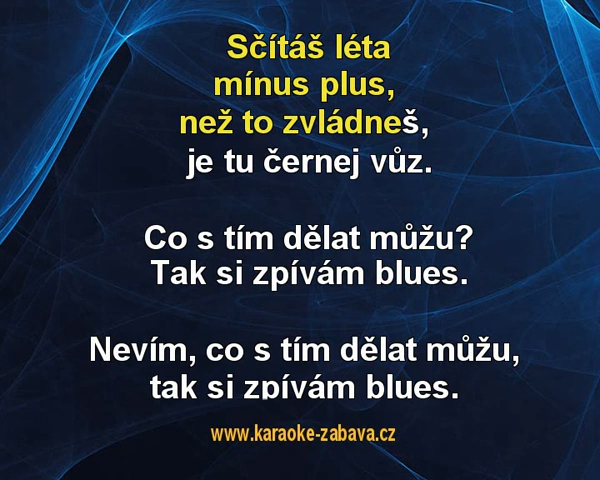 Sčítáš léta
mínus plus,
než to zvládneš,
je tu černej vůz.
Co s tím dělat můžu?
Tak si zpívám blues.
Nevím, co s tím dělat můžu,
tak si zpívám blues.
www.karaoke-zabava.cz